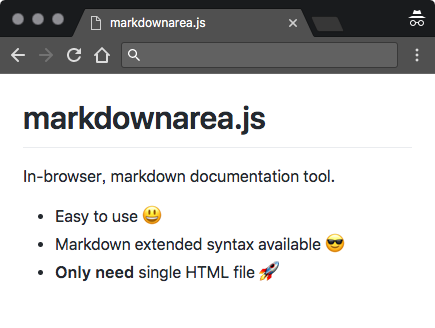 markdownarea.js
markdownarea.js
In-browser, markdown documentation tool.
• Easy to use 😃
• Markdown extended syntax available 😎
• Only need single HTML file 🚀